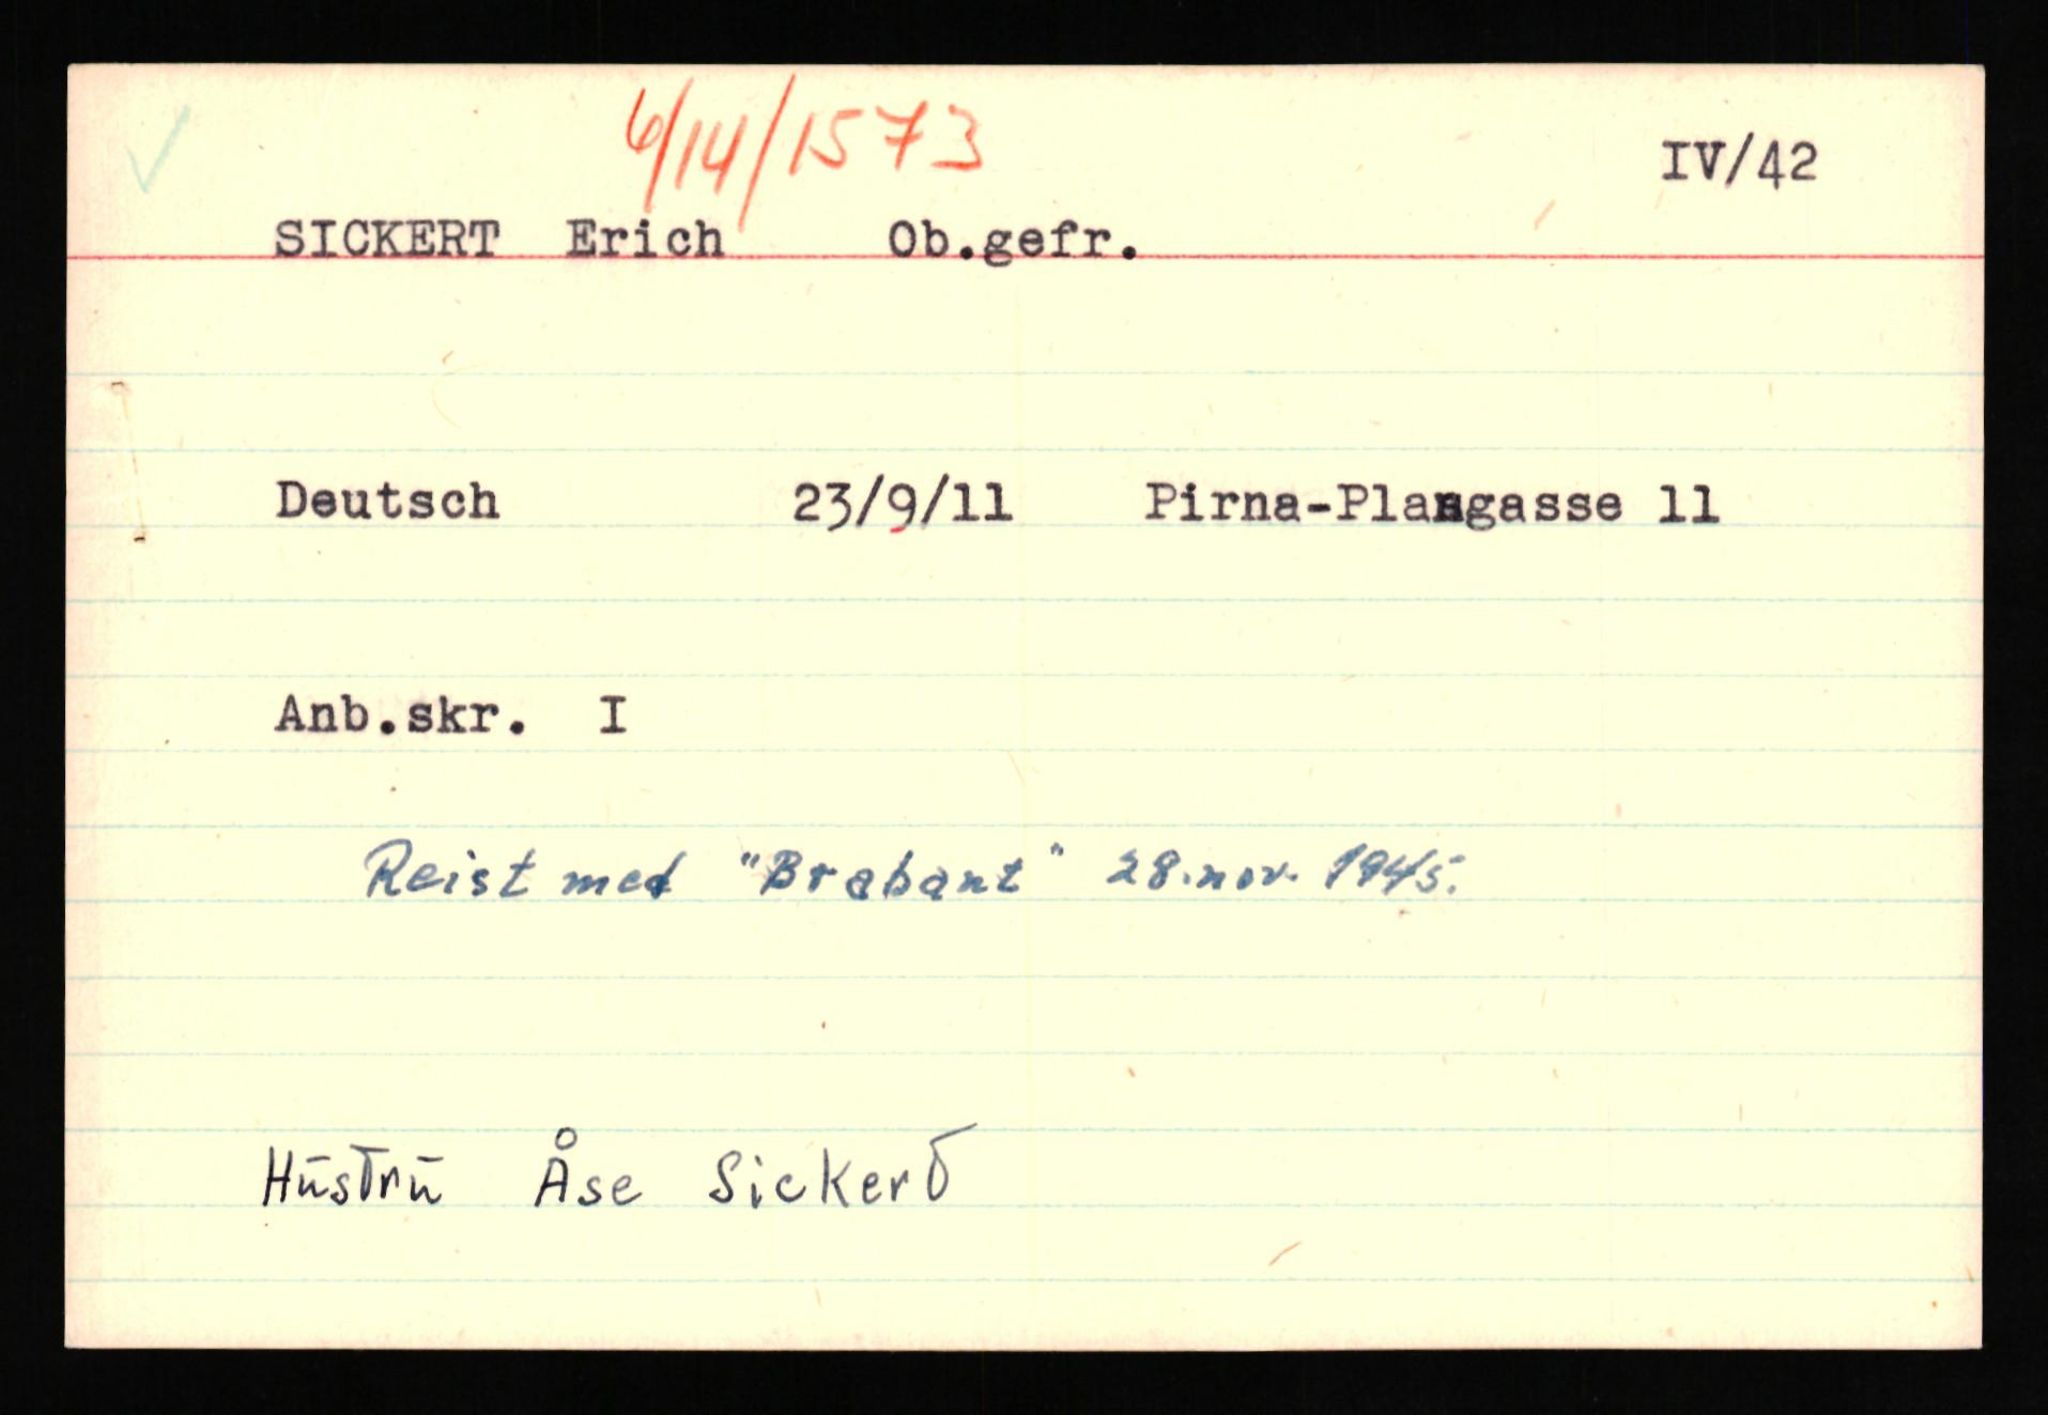 6/14/1573
IV/42
SICKERT Erich Ob.gefr.
Deutsch 23/9/11 Pirna-Plangasse 11
Anb.skr. I
Reist med "Brabant" 28.nov. 1945.
Hustru Åse Sickert